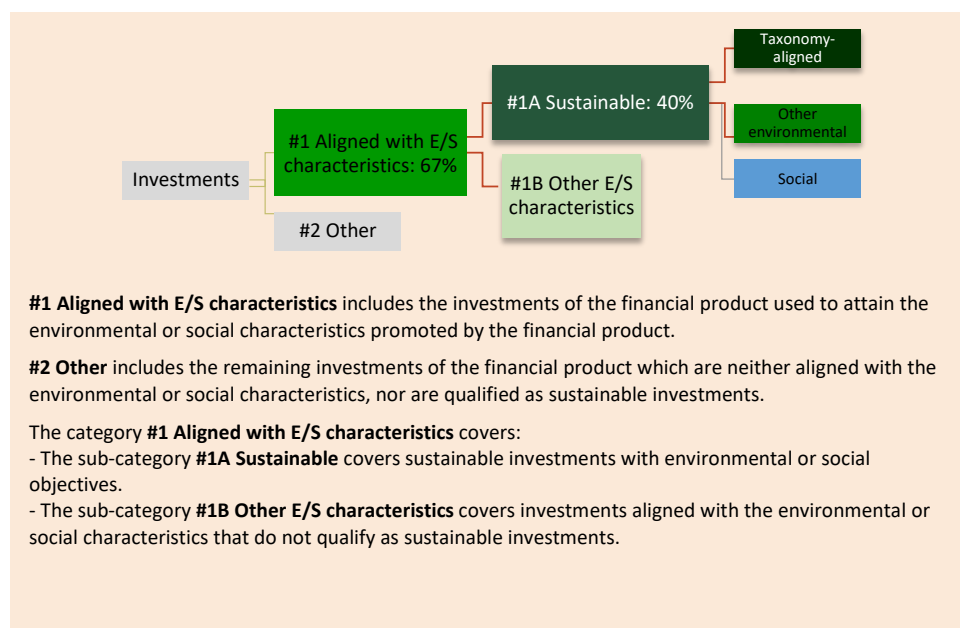 Taxonomy-
aligned
#1A Sustainable: 40%
Other
environmental
#1 Aligned with E/S
characteristics: 67%
Investments
#1B Other E/S
characteristics
Social
#2 Other
#1 Aligned with E/S characteristics includes the investments of the financial product used to attain the
environmental or social characteristics promoted by the financial product.
#2 Other includes the remaining investments of the financial product which are neither aligned with the
environmental or social characteristics, nor are qualified as sustainable investments.
The category #1 Aligned with E/S characteristics covers:
- The sub-category #1A Sustainable covers sustainable investments with environmental or social
objectives.
- The sub-category #1B Other E/S characteristics covers investments aligned with the environmental or
social characteristics that do not qualify as sustainable investments.